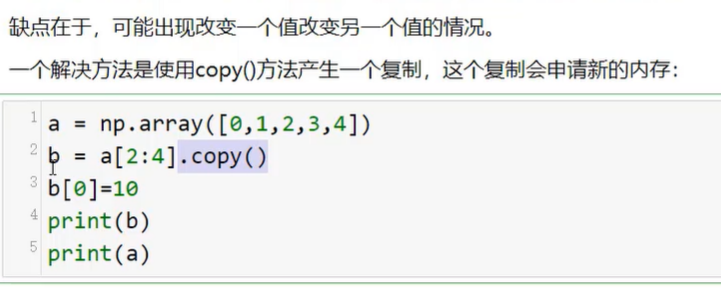 缺点在于，可能出现改变一个值改变另一个值的情况。
一个解决方法是使用copy()方法产生一个复制，这个复制会申请新的内存：
1 a = np.array([0,1,2,3,4])
2 b = a[2:4].copy()
3 b[0]=10
4 print(b)
5 print(a)